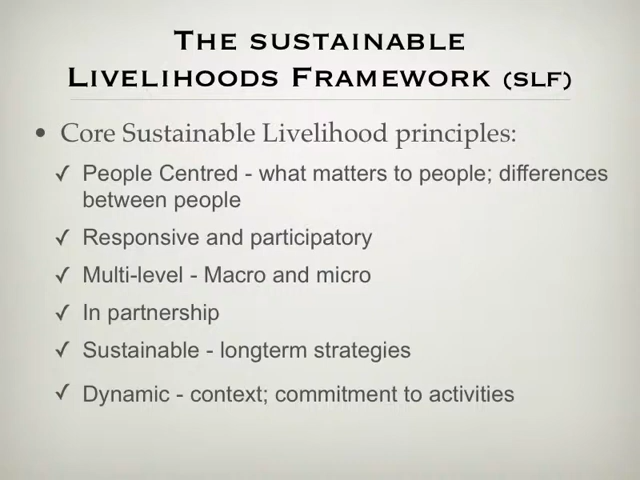 The sustainable
Livelihoods Framework (SLF)
• Core Sustainable Livelihood principles:
✓ People Centred - what matters to people; differences
between people
✓ Responsive and participatory
✓ Multi-level - Macro and micro
✓ In partnership
✓ Sustainable - longterm strategies
✓ Dynamic - context; commitment to activities